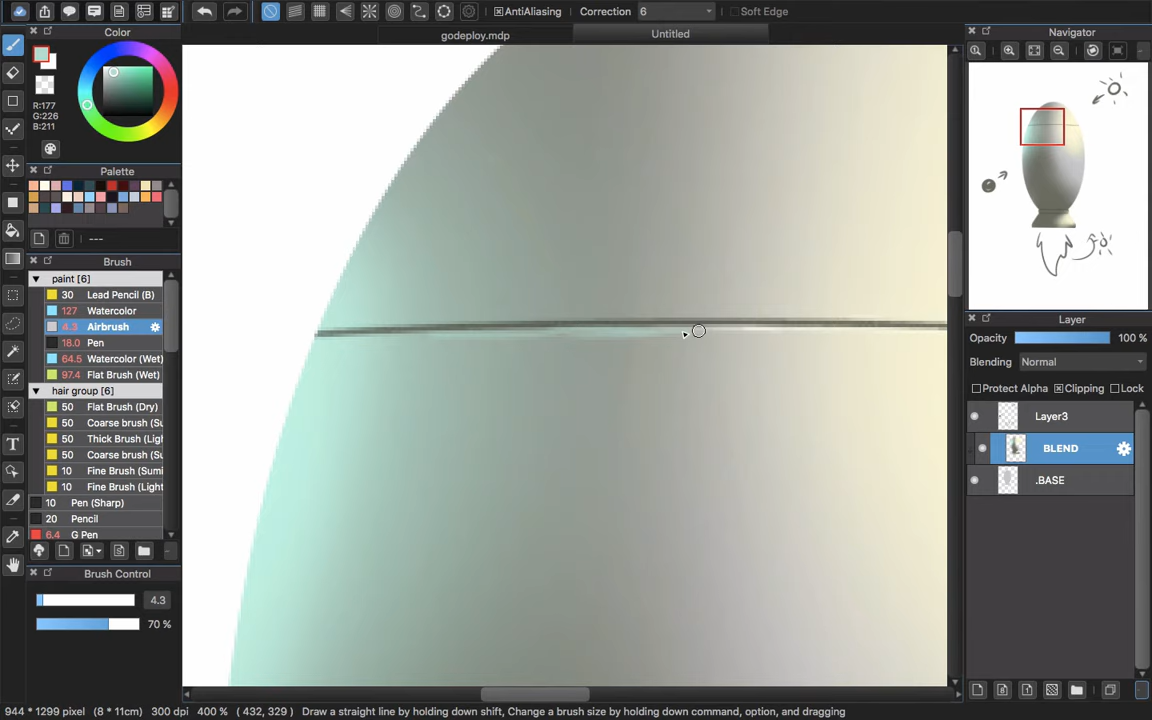 AntiAliasing Correction 6 Soft Edge
godeploy.mdp Untitled
Color
R:177
G:226
B:211
Palette
---
Brush
paint [6]
30 Lead Pencil (B)
127 Watercolor
4.3 Airbrush
18.0 Pen
64.5 Watercolor (Wet)
97.4 Flat Brush (Wet)
hair group [6]
50 Flat Brush (Dry)
50 Coarse brush (Su
50 Thick Brush (Ligh
50 Coarse brush (Su
10 Fine Brush (Sumi
10 Fine Brush (Light
10 Pen (Sharp)
20 Pencil
6.4 G Pen
Brush Control
4.3
70 %
Navigator
Layer
Opacity 100 %
Blending Normal
Protect Alpha Clipping Lock
Layer3
BLEND
.BASE
944 * 1299 pixel (8 * 11cm) 300 dpi 400 % ( 432, 329 ) Draw a straight line by holding down shift, Change a brush size by holding down command, option, and dragging